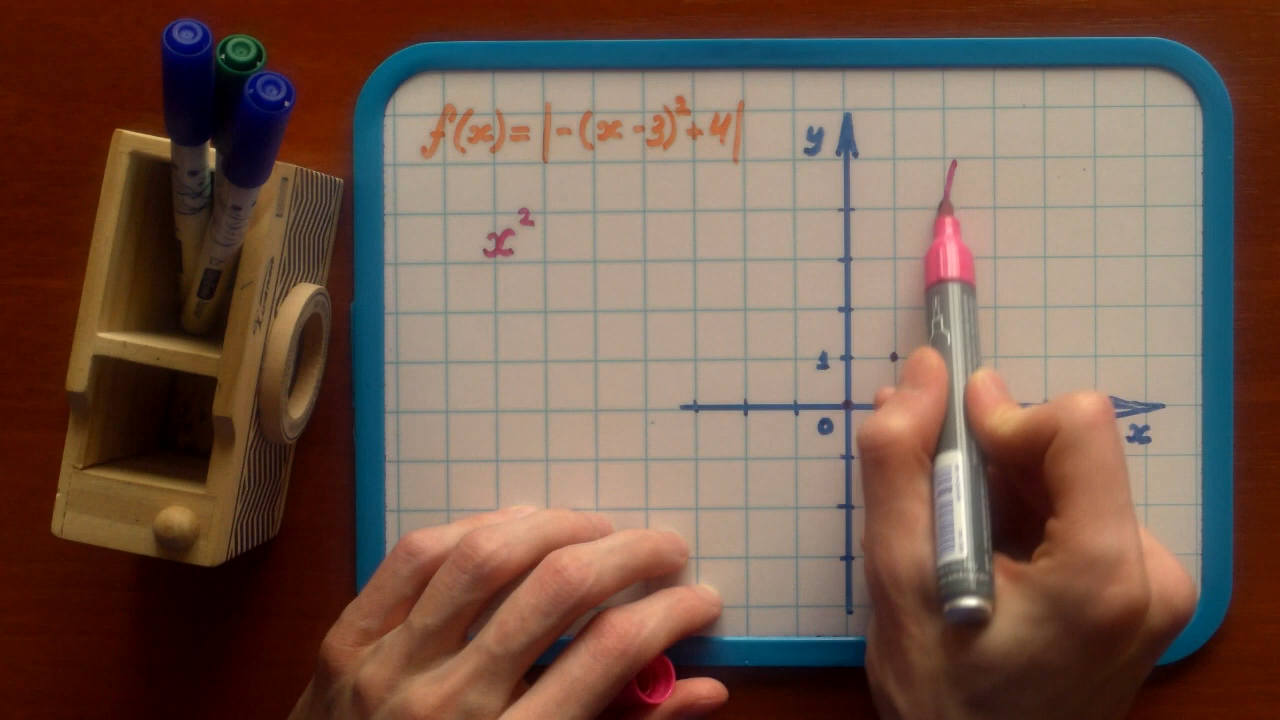 f(x) = |-(x-3)²+4|
y
x²
1
0
x